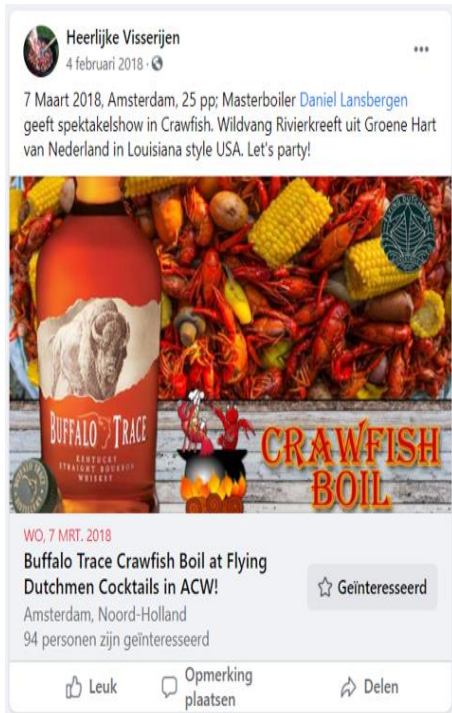 Heerlijke Visserijen
4 februari 2018 ·
7 Maart 2018, Amsterdam, 25 pp; Masterboiler Daniel Lansbergen
geeft spektakelshow in Crawfish. Wildvang Rivierkreeft uit Groene Hart
van Nederland in Louisiana style USA. Let's party!
BUFFALO TRACE
KENTUCKY
STRAIGHT BOURBON
WHISKEY
CRAWFISH
BOIL
WO, 7 MRT. 2018
Buffalo Trace Crawfish Boil at Flying
Dutchmen Cocktails in ACW!
Geïnteresseerd
Amsterdam, Noord-Holland
94 personen zijn geïnteresseerd
Leuk
Opmerking
plaatsen
Delen